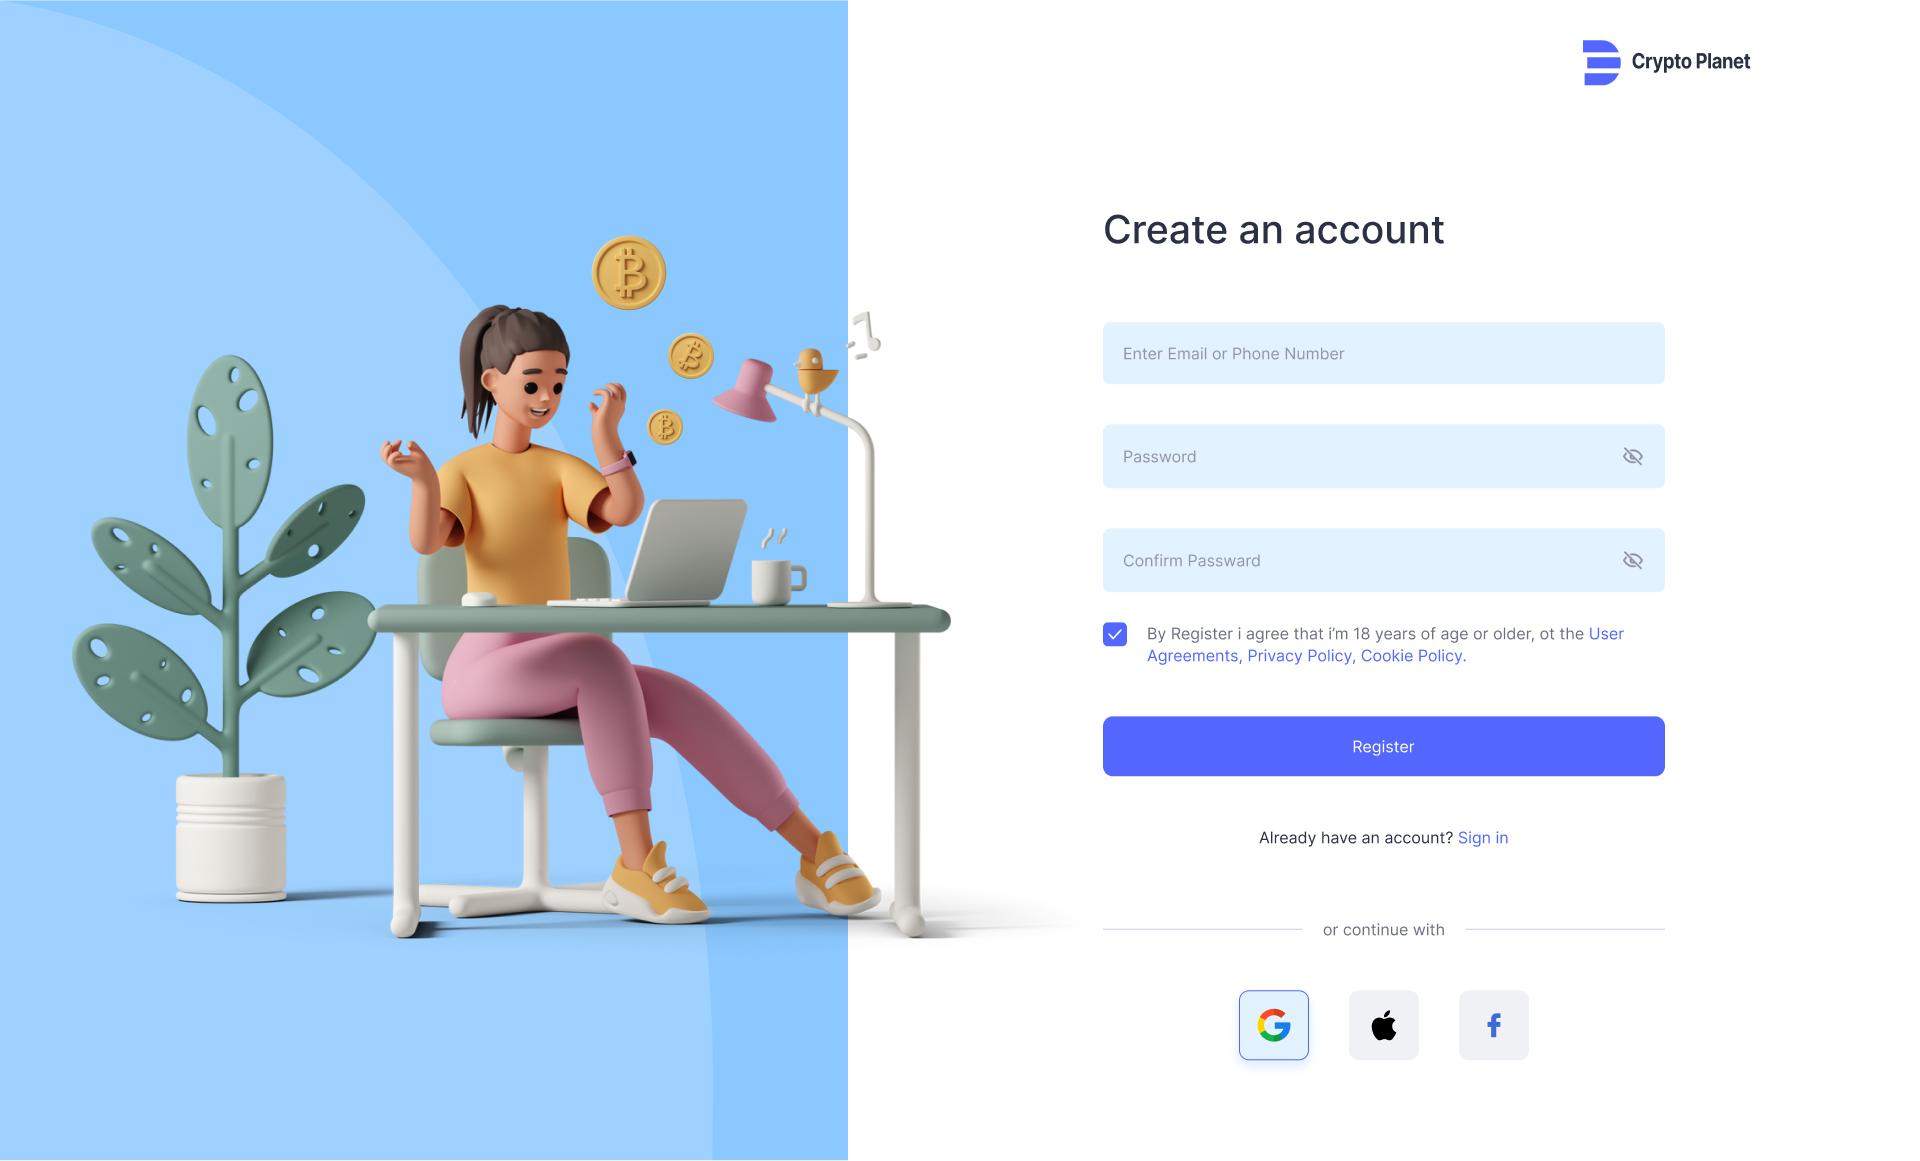 Crypto Planet
Create an account
Enter Email or Phone Number
Password
Confirm Passward
By Register i agree that i'm 18 years of age or older, ot the User
Agreements, Privacy Policy, Cookie Policy.
Register
Already have an account? Sign in
or continue with